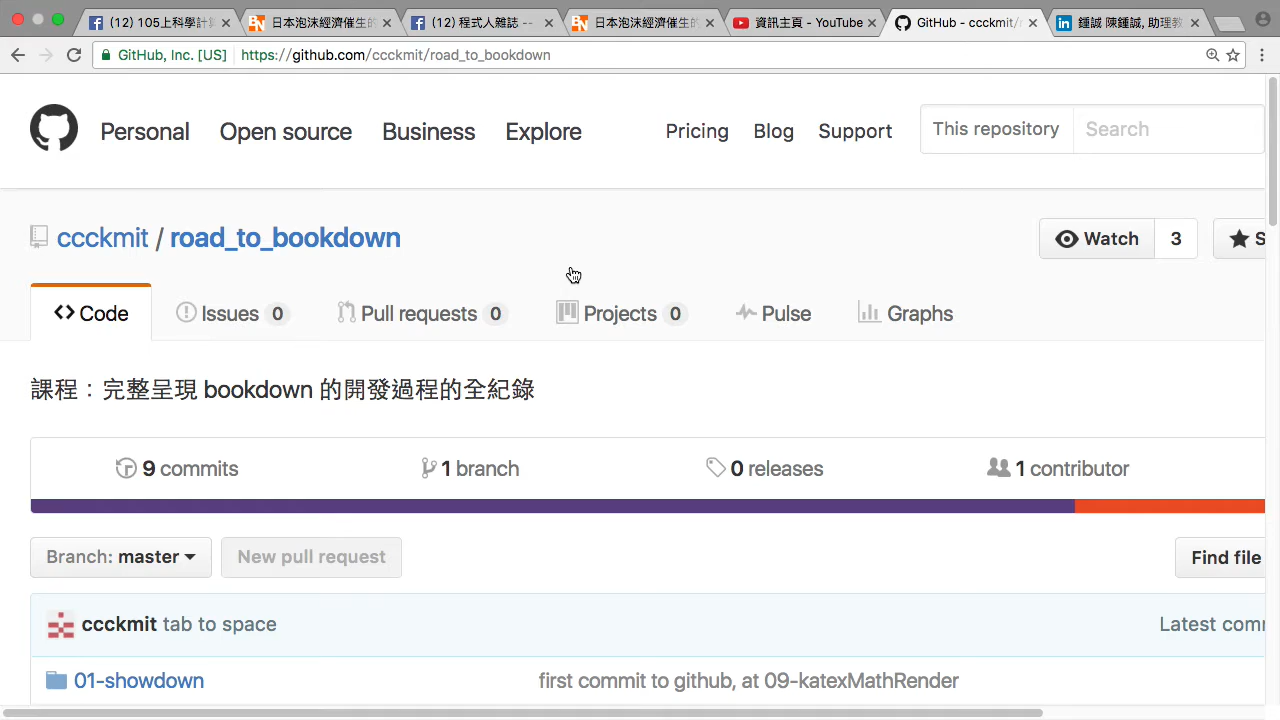 (12) 105上科學計算
日本泡沫經濟催生的
(12) 程式人雜誌 --
日本泡沫經濟催生的
資訊主頁 - YouTube
GitHub - ccckmit/
鍾誠 陳鍾誠, 助理教
GitHub, Inc. [US] https://github.com/ccckmit/road_to_bookdown
Personal Open source Business Explore Pricing Blog Support This repository Search
ccckmit / road_to_bookdown
Watch 3 S
Code Issues 0 Pull requests 0 Projects 0 Pulse Graphs
課程：完整呈現 bookdown 的開發過程的全紀錄
9 commits 1 branch 0 releases 1 contributor
Branch: master New pull request Find file
ccckmit tab to space Latest comm
01-showdown first commit to github, at 09-katexMathRender